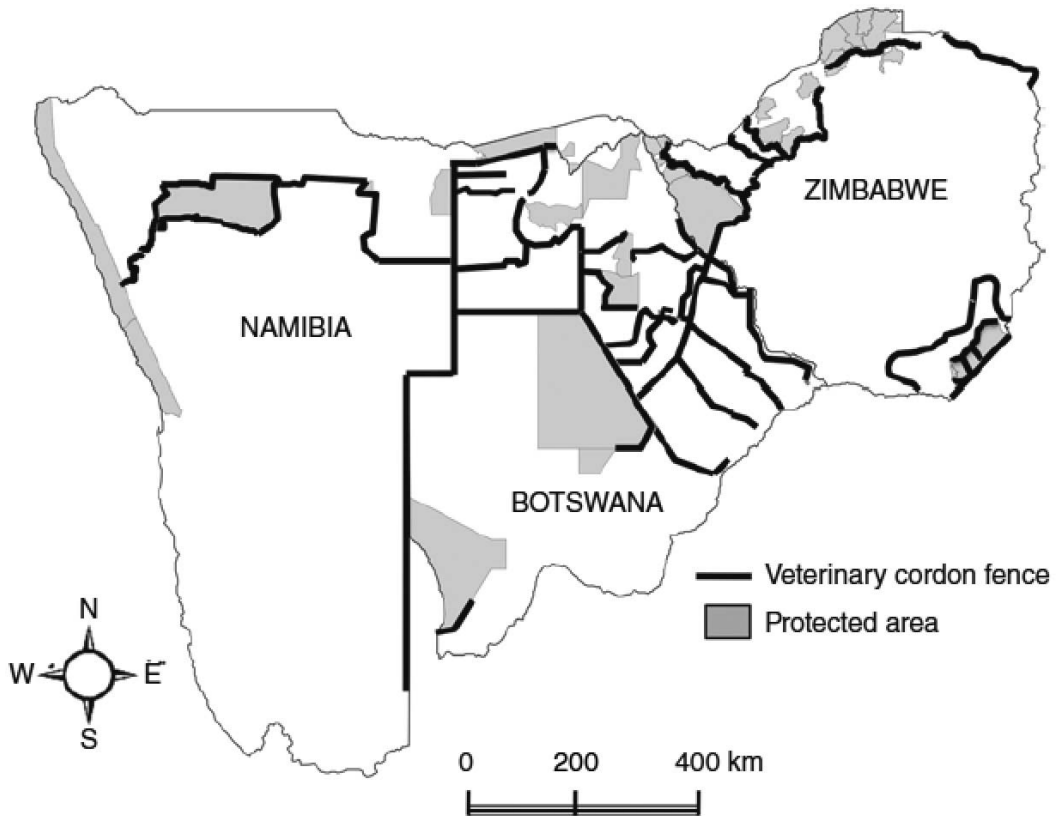 ZIMBABWE
NAMIBIA
BOTSWANA
Veterinary cordon fence
Protected area
N
W E
S
0 200 400 km